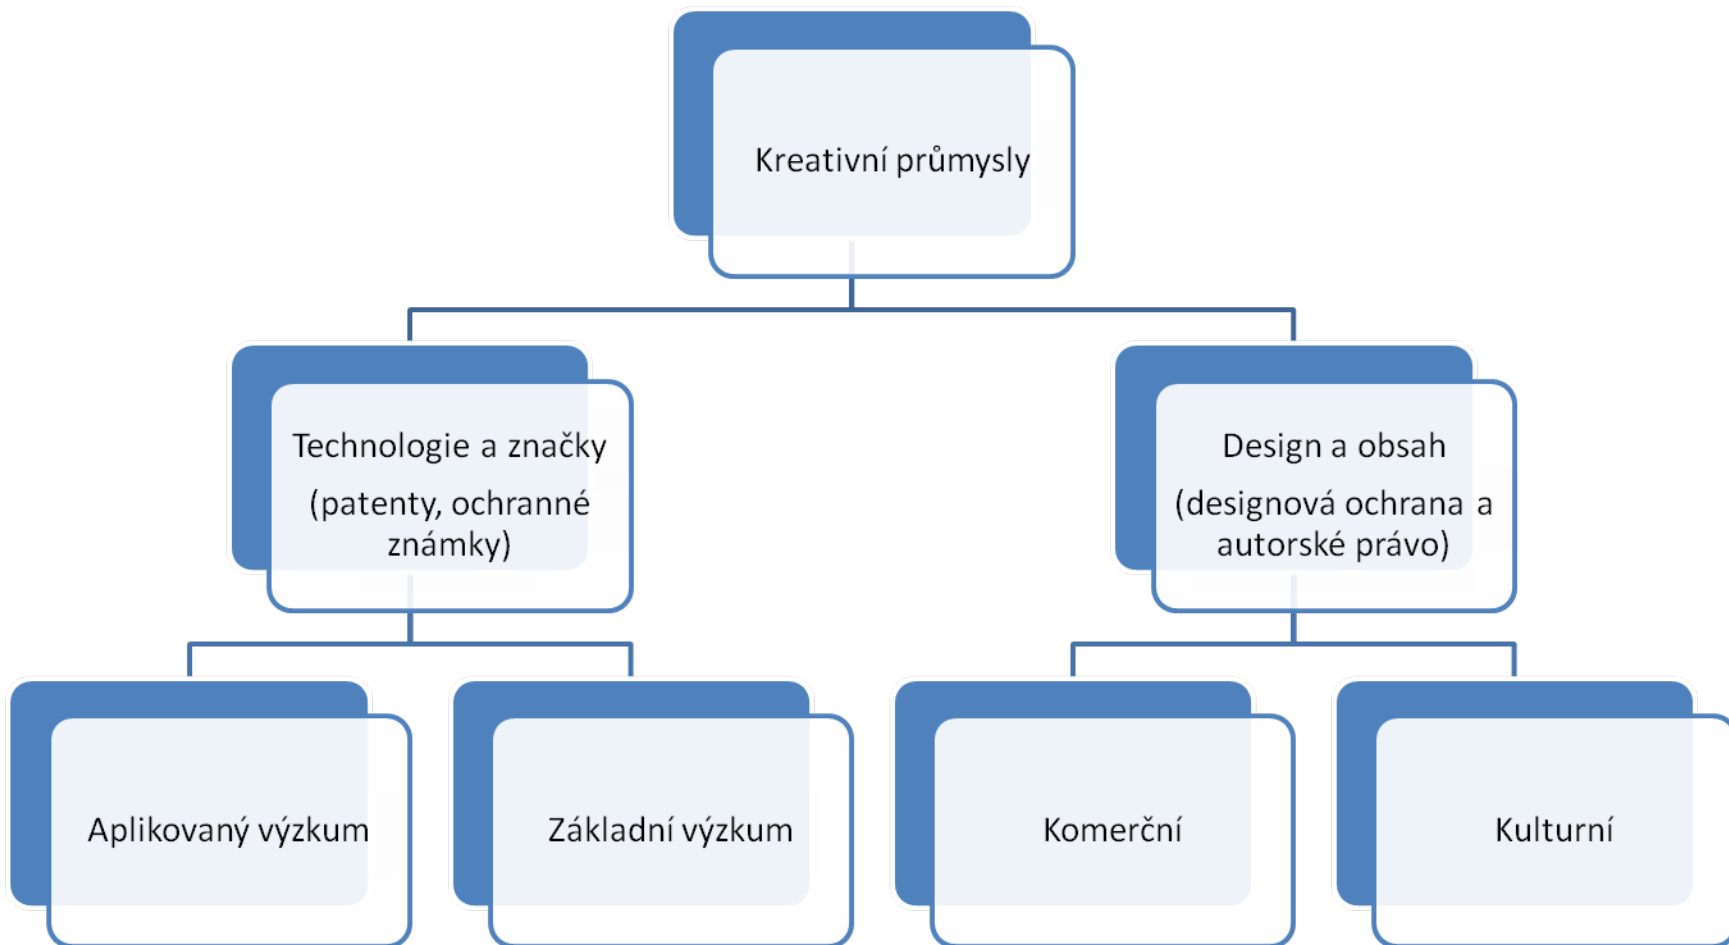 Kreativní průmysly
Technologie a značky
(patenty, ochranné
známky)
Design a obsah
(designová ochrana a
autorské právo)
Aplikovaný výzkum
Základní výzkum
Komerční
Kulturní